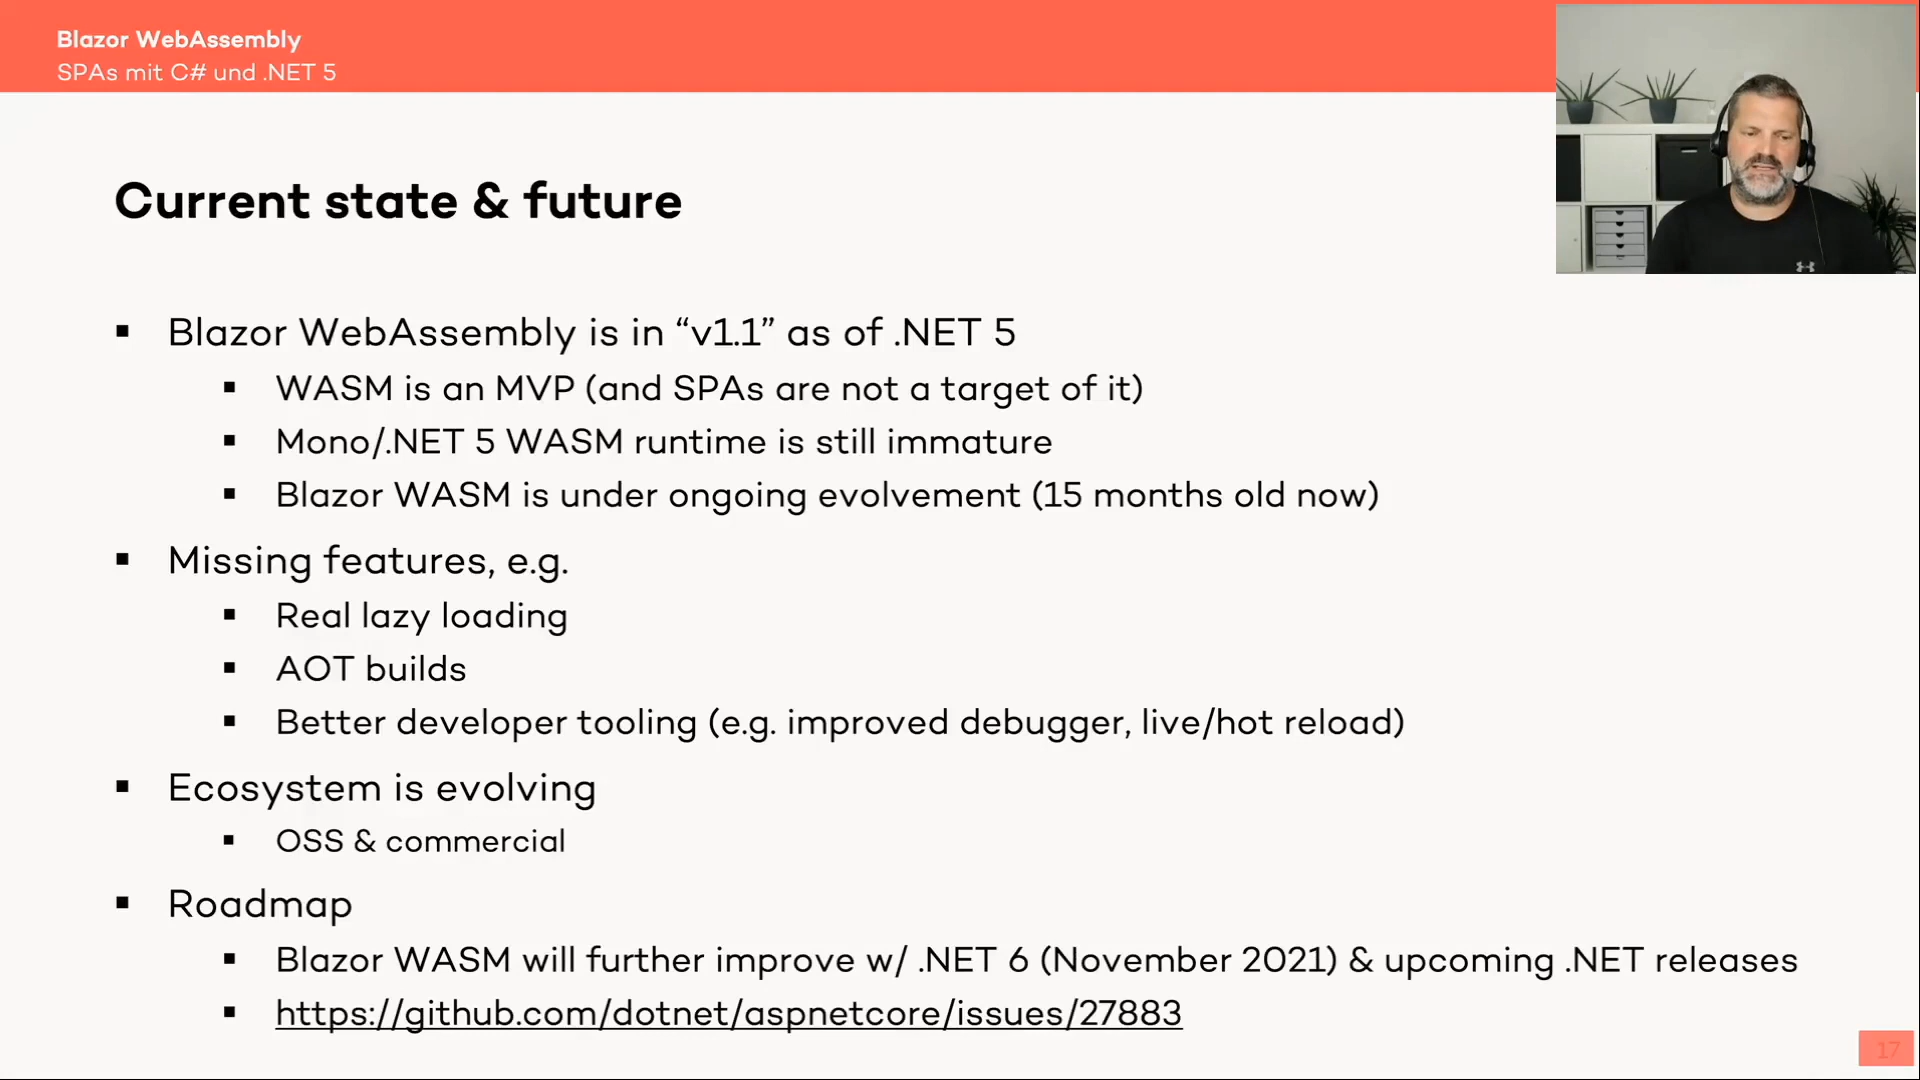 Blazor WebAssembly
SPAs mit C# und .NET 5
Current state & future
Blazor WebAssembly is in “v1.1” as of .NET 5
WASM is an MVP (and SPAs are not a target of it)
Mono/.NET 5 WASM runtime is still immature
Blazor WASM is under ongoing evolvement (15 months old now)
Missing features, e.g.
Real lazy loading
AOT builds
Better developer tooling (e.g. improved debugger, live/hot reload)
Ecosystem is evolving
OSS & commercial
Roadmap
Blazor WASM will further improve w/ .NET 6 (November 2021) & upcoming .NET releases
https://github.com/dotnet/aspnetcore/issues/27883
17